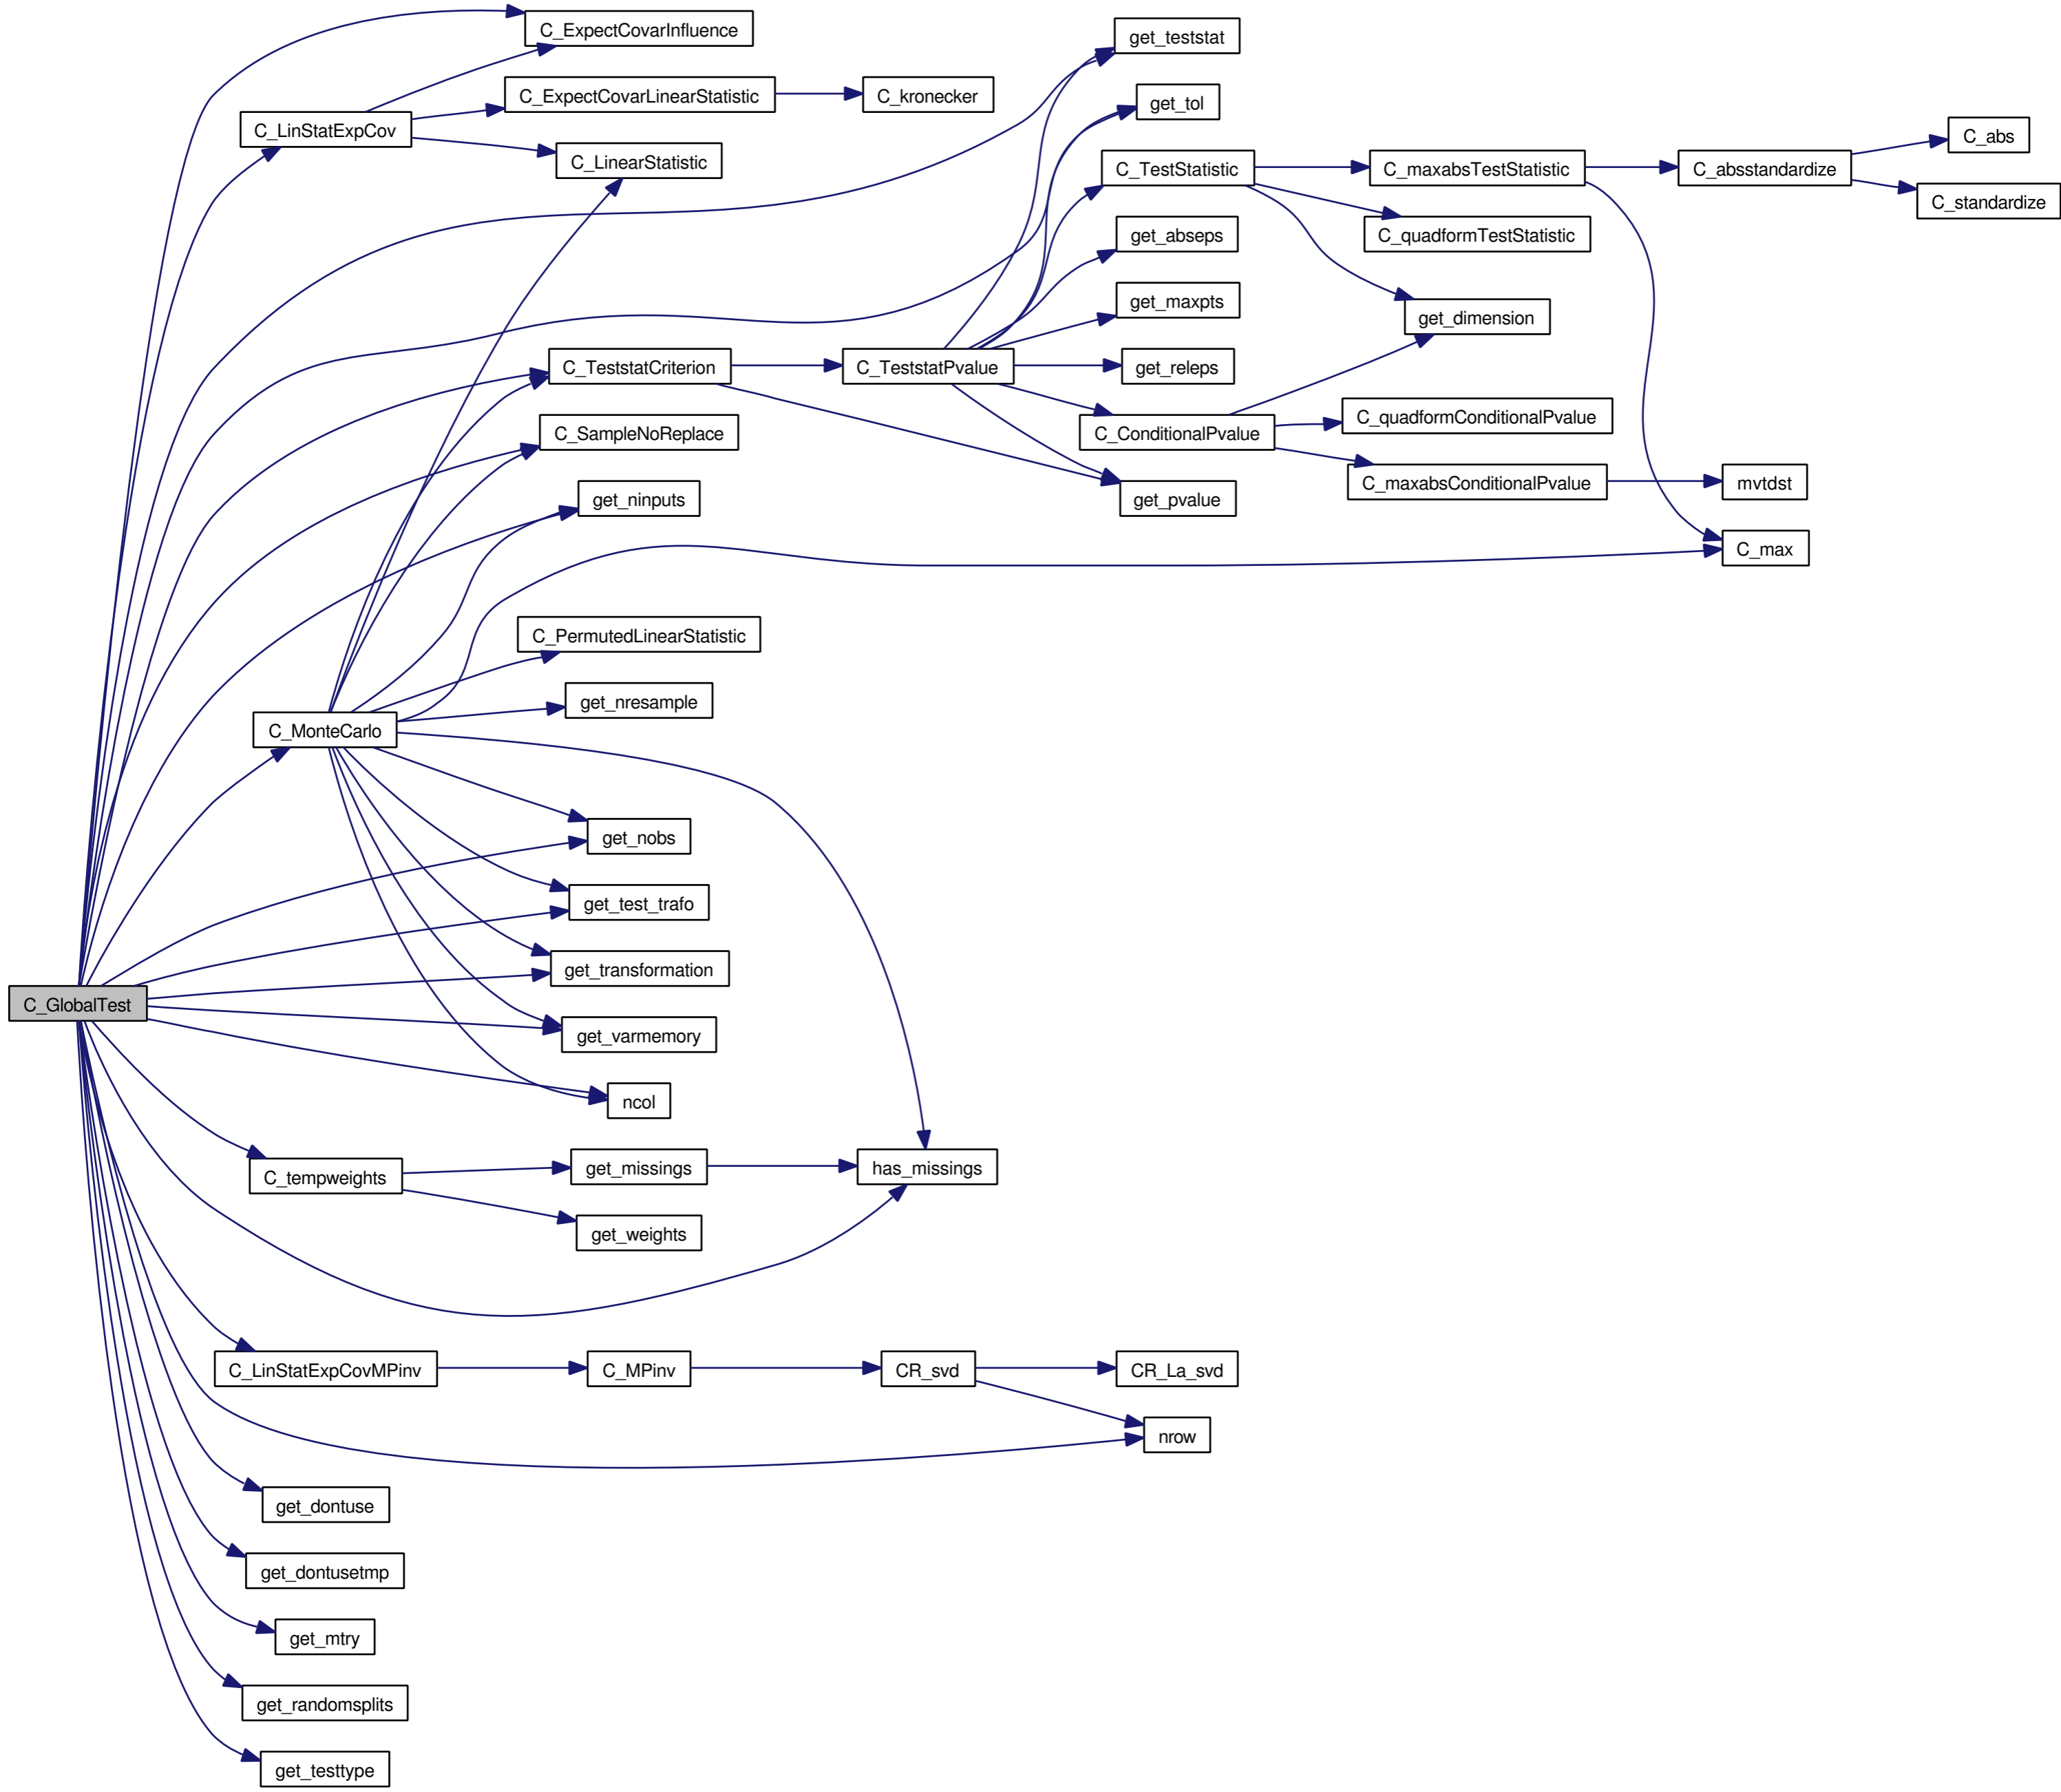 C_ExpectCovarInfluence
get_teststat
C_ExpectCovarLinearStatistic
C_kronecker
get_tol
C_LinStatExpCov
C_abs
C_LinearStatistic
C_TestStatistic
C_maxabsTestStatistic
C_absstandardize
C_standardize
get_abseps
C_quadformTestStatistic
get_maxpts
get_dimension
C_TeststatCriterion
C_TeststatPvalue
get_releps
C_SampleNoReplace
C_ConditionalPvalue
C_quadformConditionalPvalue
C_maxabsConditionalPvalue
mvtdst
get_ninputs
get_pvalue
C_max
C_PermutedLinearStatistic
get_nresample
C_MonteCarlo
get_nobs
get_test_trafo
get_transformation
C_GlobalTest
get_varmemory
ncol
C_tempweights
get_missings
has_missings
get_weights
C_LinStatExpCovMPinv
C_MPinv
CR_svd
CR_La_svd
nrow
get_dontuse
get_dontusetmp
get_mtry
get_randomsplits
get_testtype